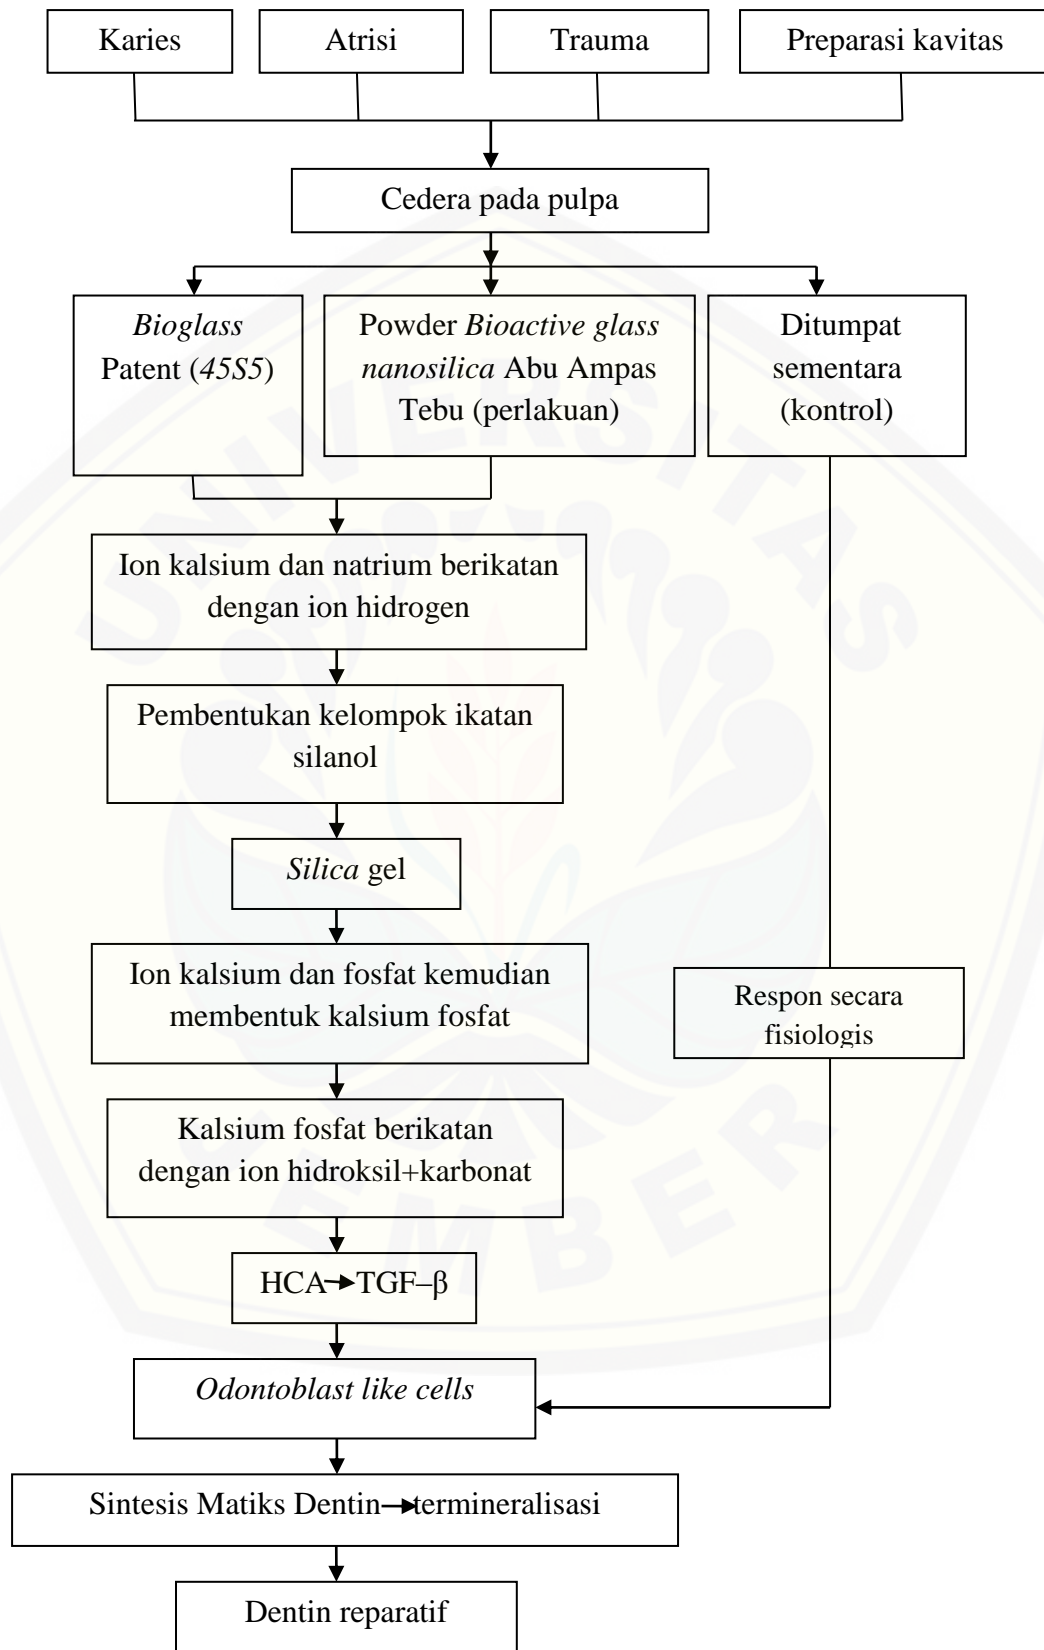 Karies
Atrisi
Trauma
Preparasi kavitas
Cedera pada pulpa
Bioglass
Patent (45S5)
Powder Bioactive glass
nanosilica Abu Ampas
Tebu (perlakuan)
Ditumpat
sementara
(kontrol)
Ion kalsium dan natrium berikatan
dengan ion hidrogen
Pembentukan kelompok ikatan
silanol
Silica gel
Ion kalsium dan fosfat kemudian
membentuk kalsium fosfat
Respon secara
fisiologis
Kalsium fosfat berikatan
dengan ion hidroksil+karbonat
HCA→TGF–β
Odontoblast like cells
Sintesis Matiks Dentin→termineralisasi
Dentin reparatif
UNIVERSITAS
JEMBER